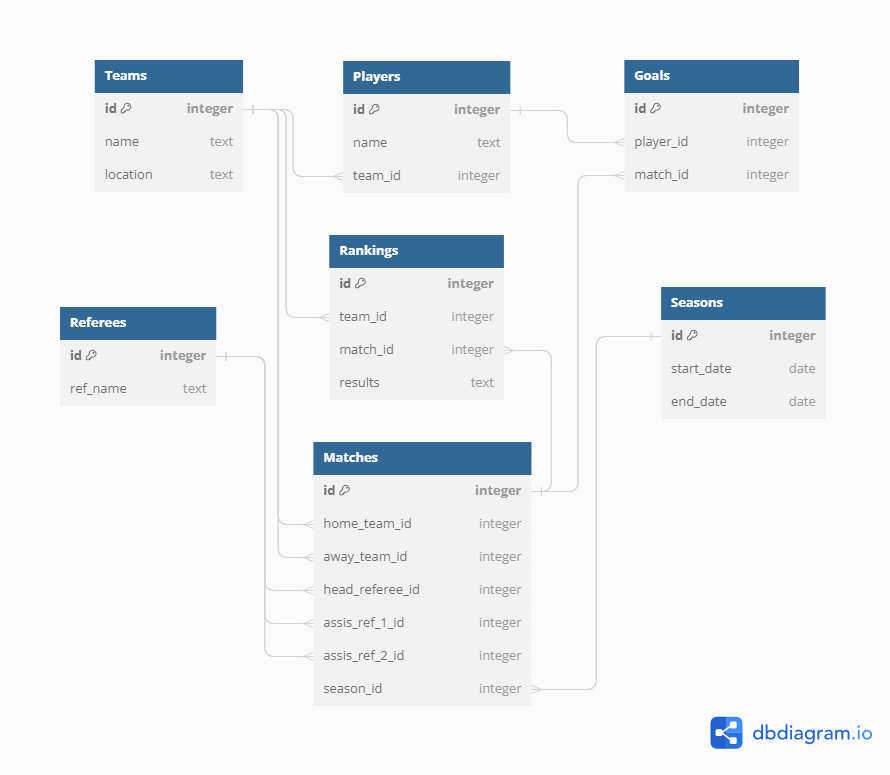 Teams
id integer
name text
location text
Players
id integer
name text
team_id integer
Goals
id integer
player_id integer
match_id integer
Rankings
id integer
team_id integer
match_id integer
results text
Seasons
id integer
start_date date
end_date date
Referees
id integer
ref_name text
Matches
id integer
home_team_id integer
away_team_id integer
head_referee_id integer
assis_ref_1_id integer
assis_ref_2_id integer
season_id integer
dbdiagram.io